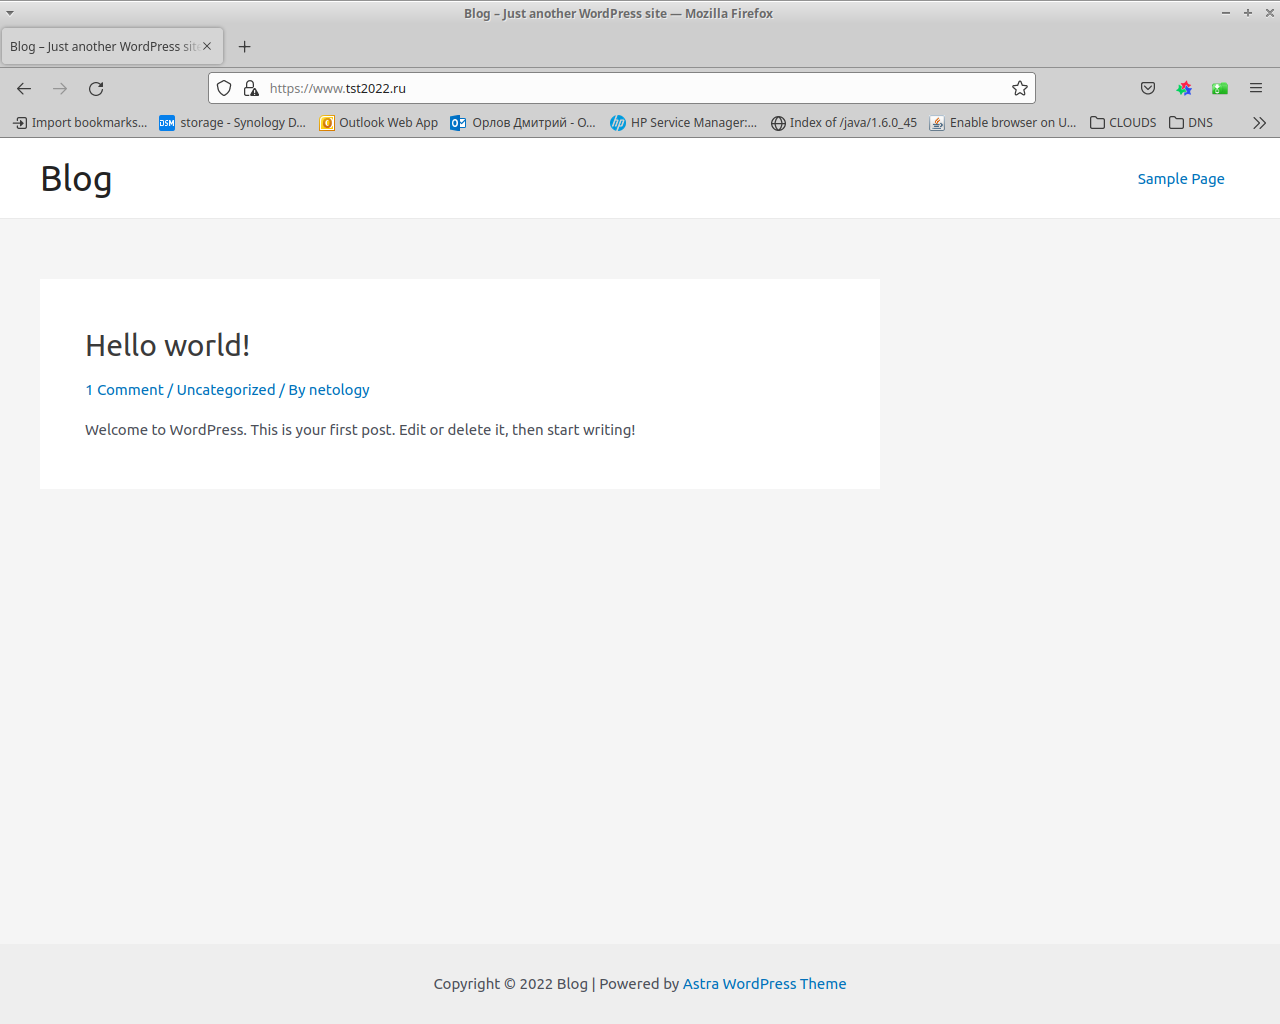 Blog – Just another WordPress site — Mozilla Firefox
Blog – Just another WordPress site
https://www.tst2022.ru
Import bookmarks... DSM storage - Synology D... Outlook Web App Орлов Дмитрий - O... hp HP Service Manager:... Index of /java/1.6.0_45 Enable browser on U... CLOUDS DNS
Blog
Sample Page
Hello world!
1 Comment / Uncategorized / By netology
Welcome to WordPress. This is your first post. Edit or delete it, then start writing!
Copyright © 2022 Blog | Powered by Astra WordPress Theme